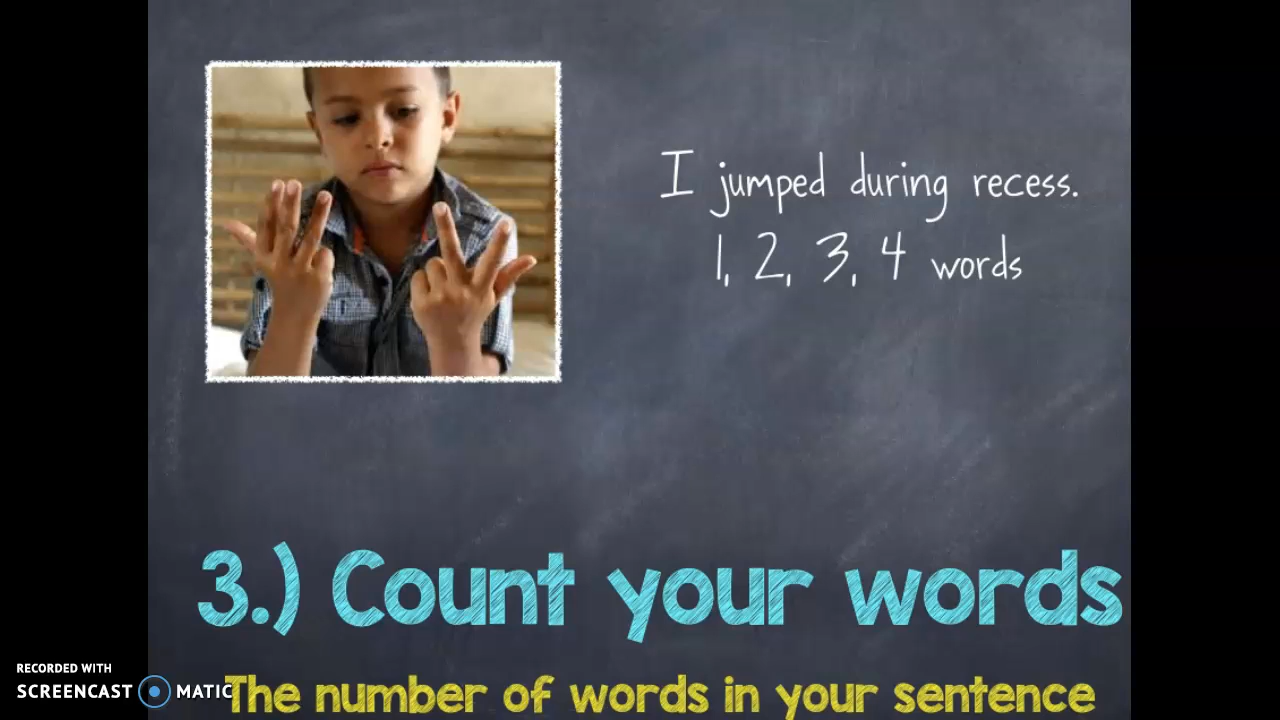 I jumped during recess.
1, 2, 3, 4 words
3.) Count your words
RECORDED WITH
SCREENCAST MATIC
The number of words in your sentence